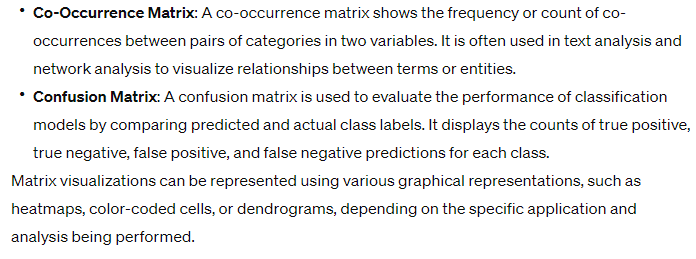 • Co-Occurrence Matrix: A co-occurrence matrix shows the frequency or count of co-
occurrences between pairs of categories in two variables. It is often used in text analysis and
network analysis to visualize relationships between terms or entities.
• Confusion Matrix: A confusion matrix is used to evaluate the performance of classification
models by comparing predicted and actual class labels. It displays the counts of true positive,
true negative, false positive, and false negative predictions for each class.
Matrix visualizations can be represented using various graphical representations, such as
heatmaps, color-coded cells, or dendrograms, depending on the specific application and
analysis being performed.